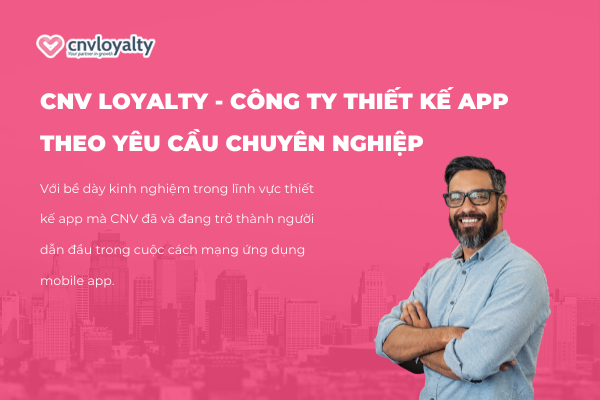 cnvloyalty
Your partner in growth
CNV LOYALTY - CÔNG TY THIẾT KẾ APP
THEO YÊU CẦU CHUYÊN NGHIỆP
Với bề dày kinh nghiệm trong lĩnh vực thiết
kế app mà CNV đã và đang trở thành người
dẫn đầu trong cuộc cách mạng ứng dụng
mobile app.